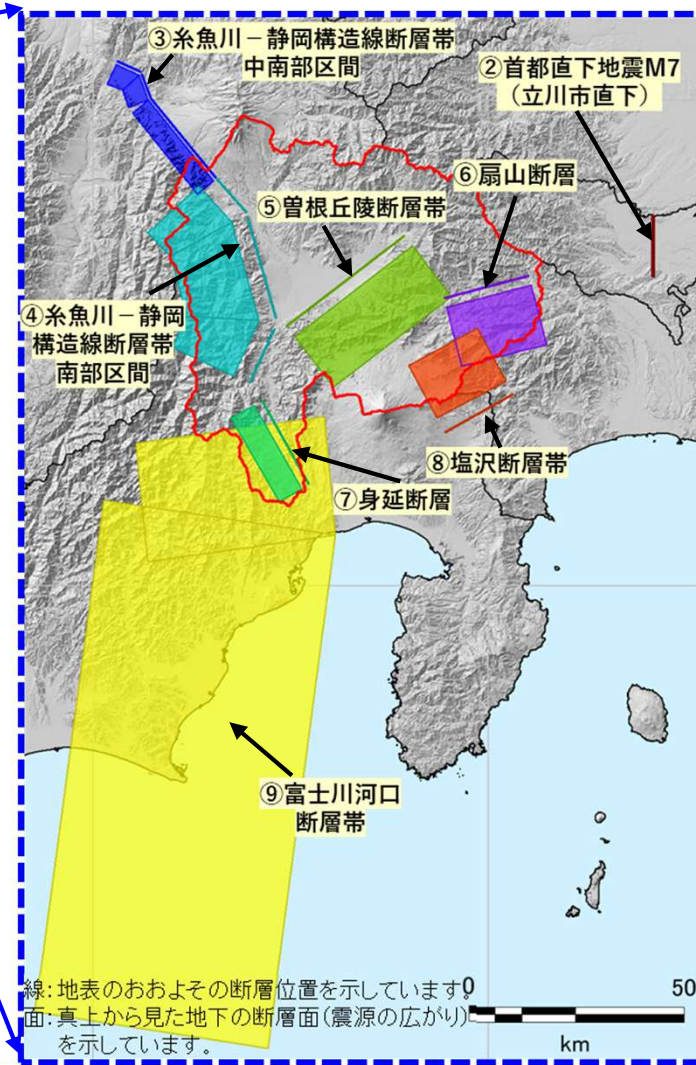 ③糸魚川－静岡構造線断層帯
中南部区間
②首都直下地震M7
（立川市直下）
⑥扇山断層
⑤曽根丘陵断層帯
④糸魚川－静岡
構造線断層帯
南部区間
⑧塩沢断層帯
⑦身延断層
⑨富士川河口
断層帯
線：地表のおおよその断層位置を示しています。
面：真上から見た地下の断層面（震源の広がり）
を示しています。
0 50
km